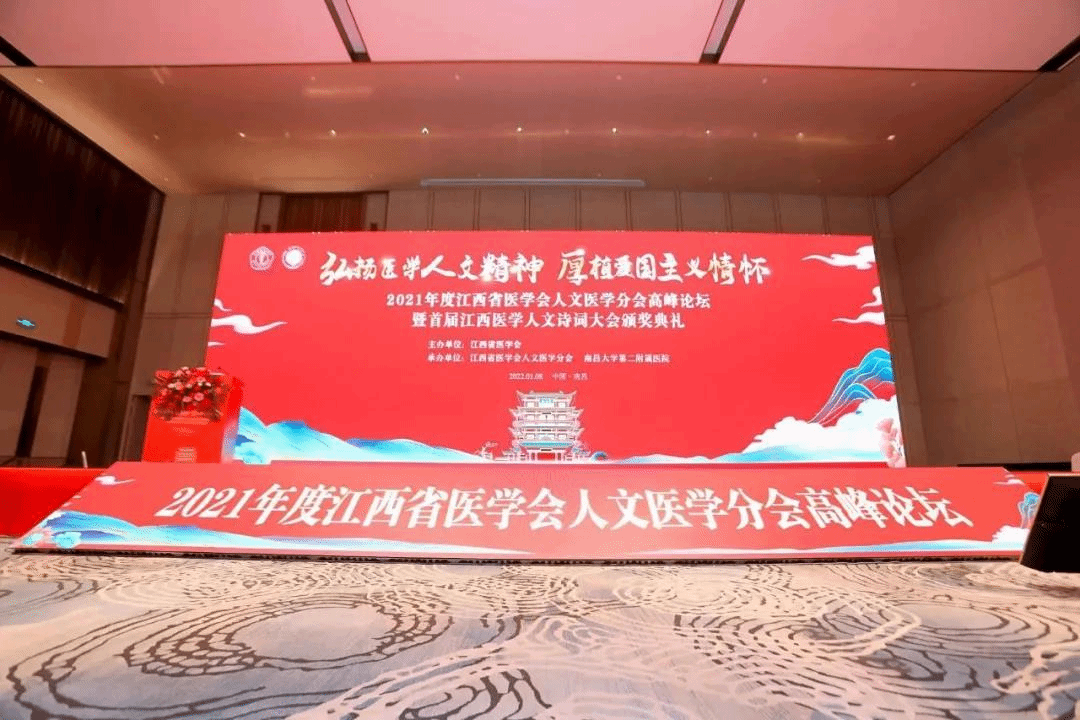 弘扬医学人文精神 厚植爱国主义情怀
2021年度江西省医学会人文医学分会高峰论坛
暨首届江西医学人文诗词大会颁奖典礼
主办单位：江西省医学会
承办单位：江西省医学会人文医学分会 南昌大学第二附属医院
2022.01.08 中国·南昌
2021年度江西省医学会人文医学分会高峰论坛